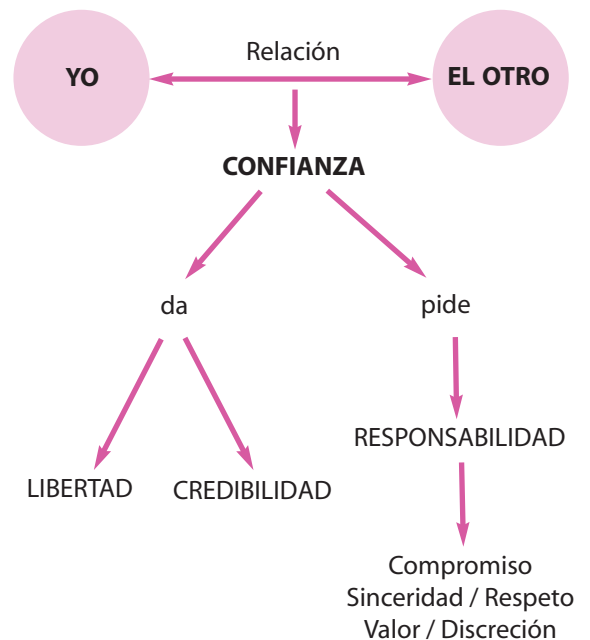 Relación
YO
EL OTRO
CONFIANZA
da
pide
RESPONSABILIDAD
LIBERTAD
CREDIBILIDAD
Compromiso
Sinceridad / Respeto
Valor / Discreción